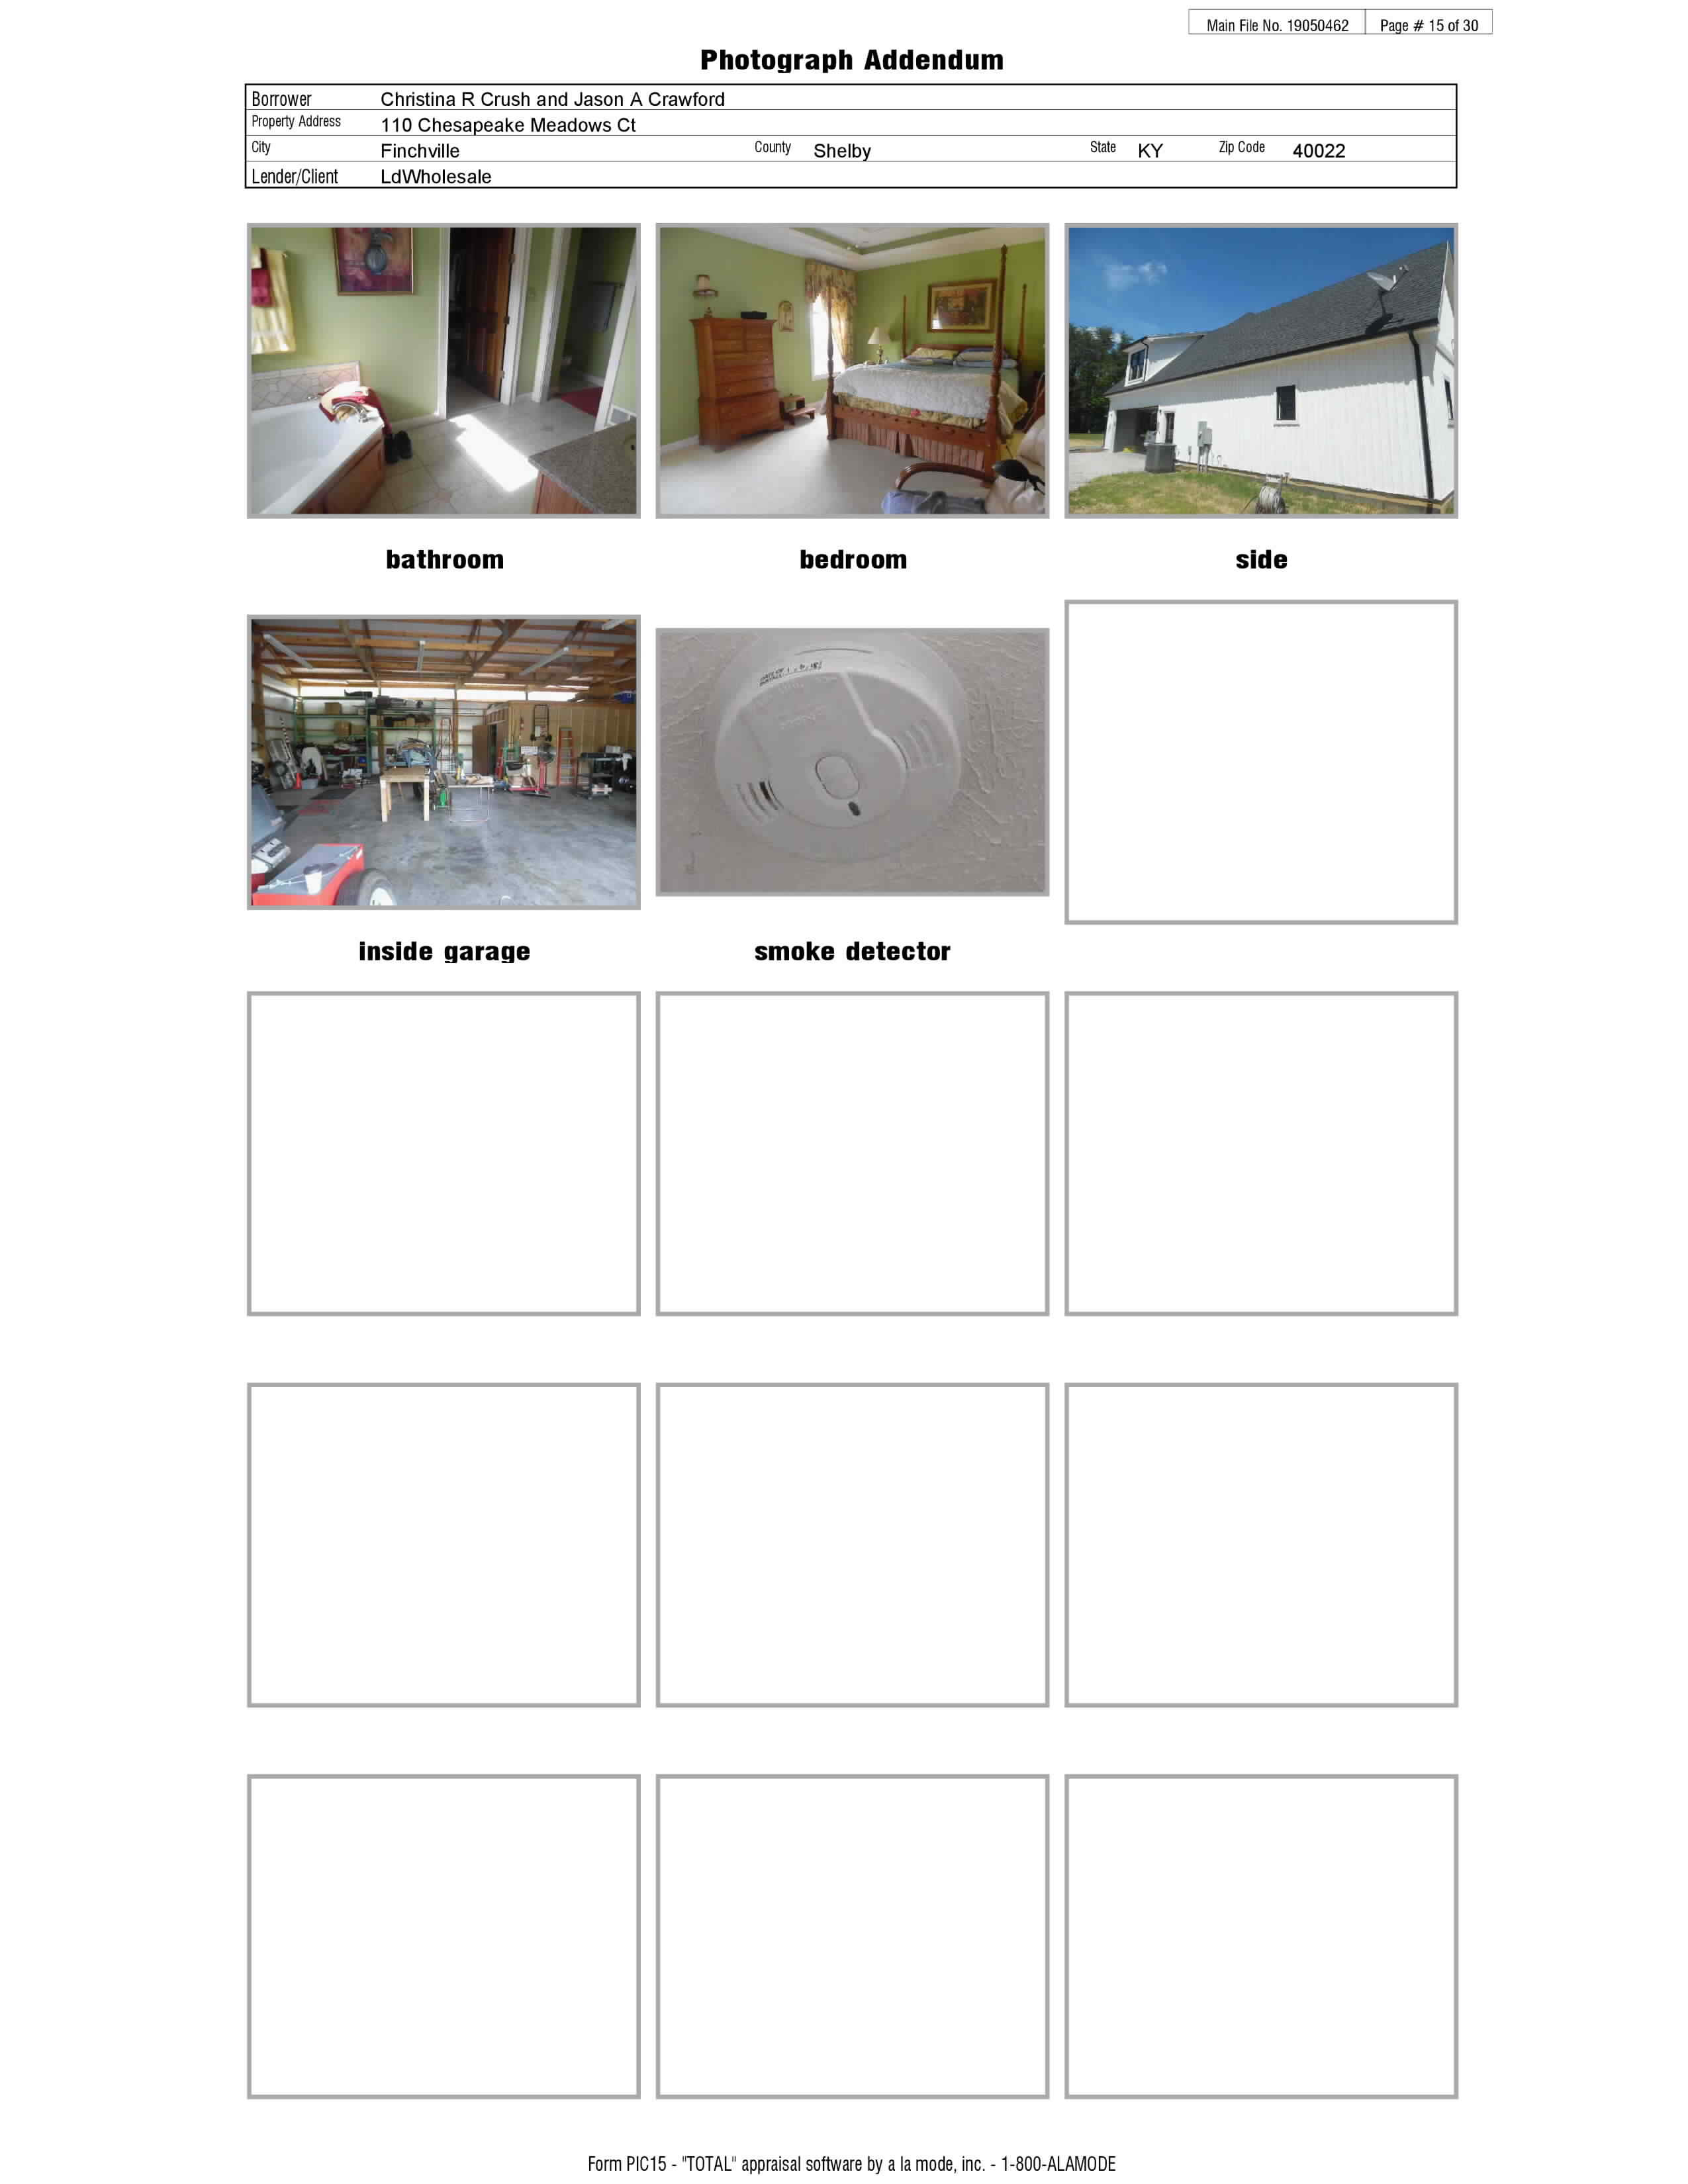 Main File No. 19050462 Page # 15 of 30
Photograph Addendum
Borrower Christina R Crush and Jason A Crawford
Property Address 110 Chesapeake Meadows Ct
City Finchville County Shelby State KY Zip Code 40022
Lender/Client LdWholesale
bathroom bedroom side
inside garage smoke detector
Form PIC15 - "TOTAL" appraisal software by a la mode, inc. - 1-800-ALAMODE